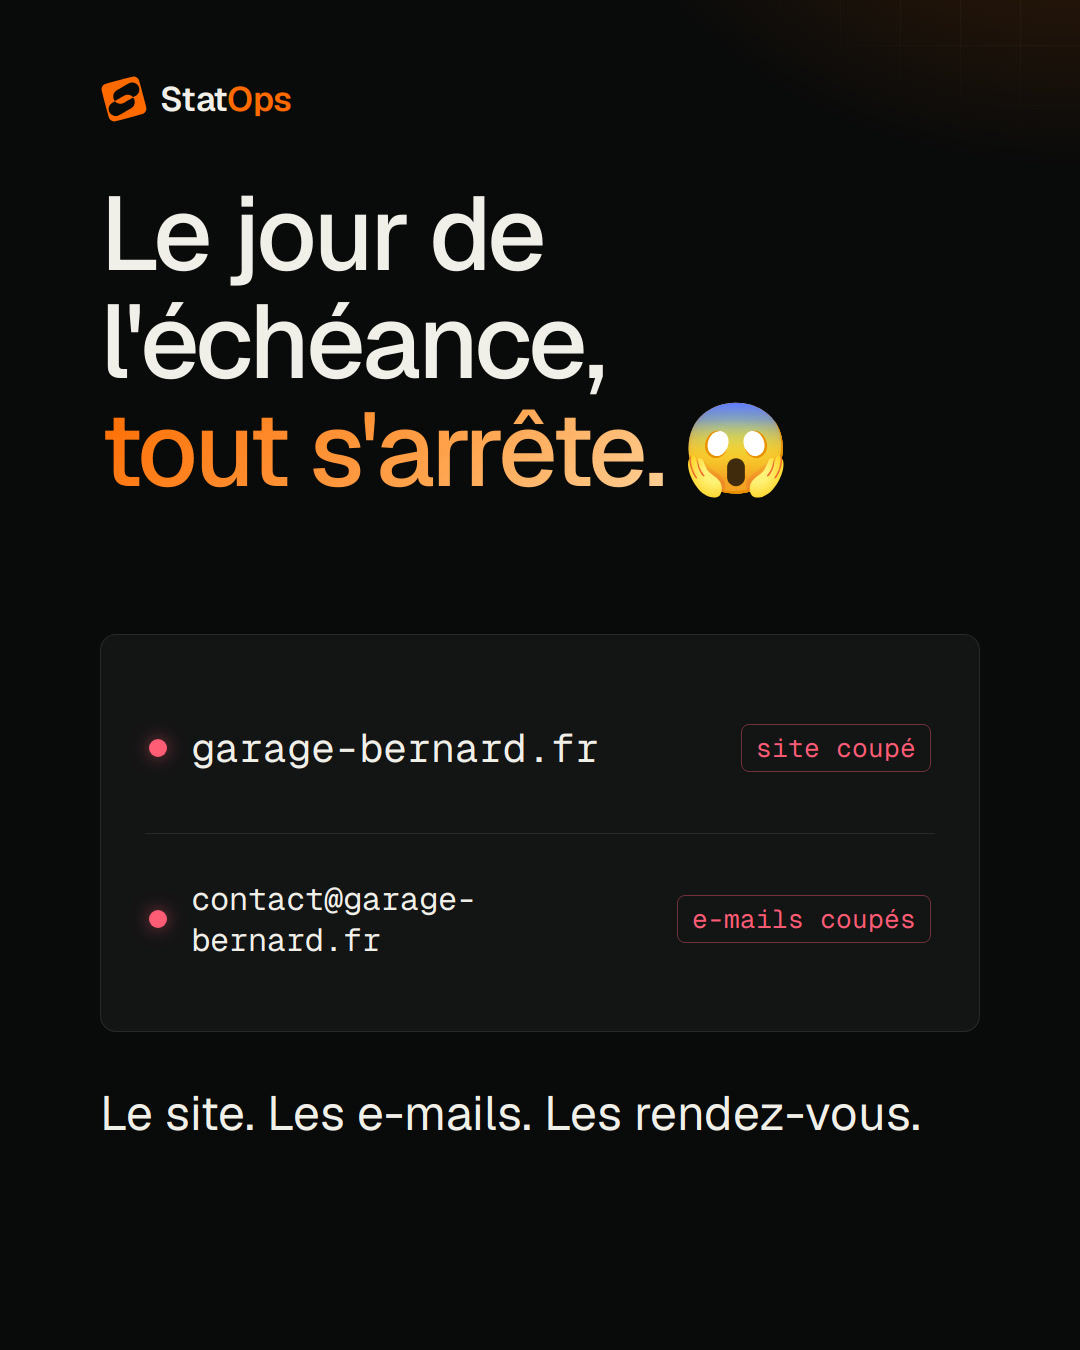 StatOps
Le jour de
l'échéance,
tout s'arrête. 😱
garage-bernard.fr
site coupé
contact@garage-
bernard.fr
e-mails coupés
Le site. Les e-mails. Les rendez-vous.